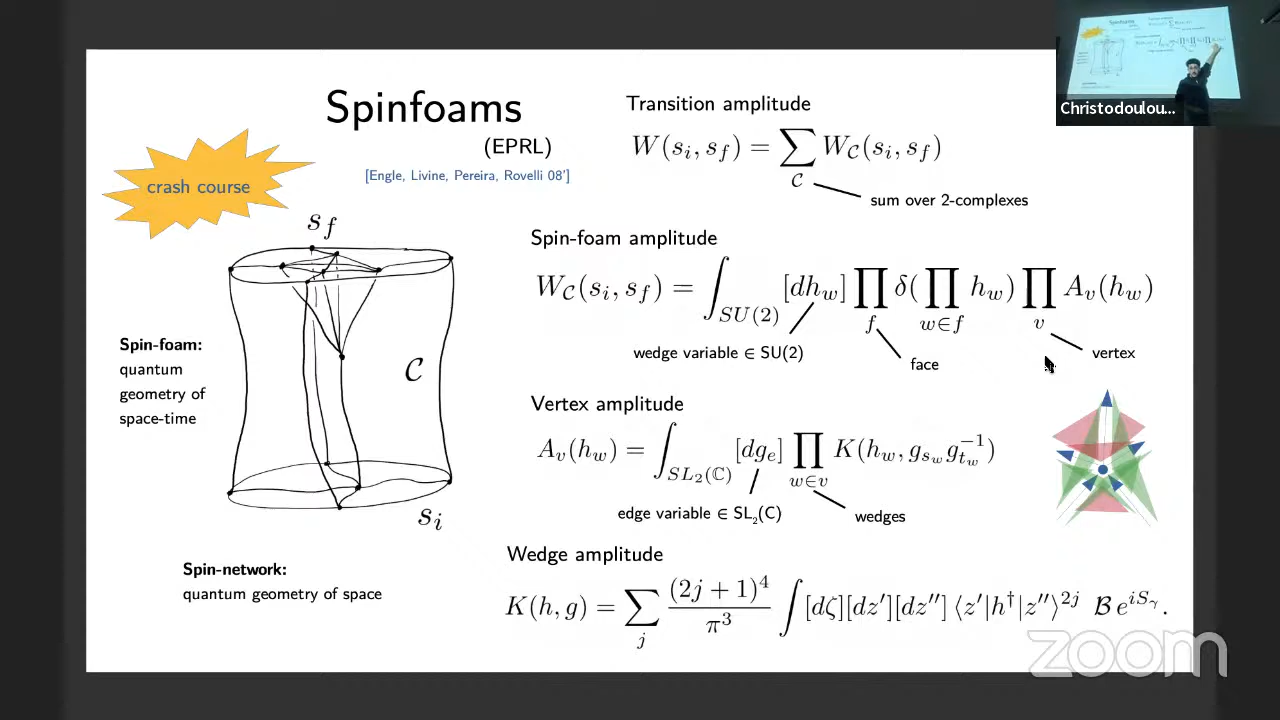 Spinfoams
(EPRL)
[Engle, Livine, Pereira, Rovelli 08']
crash course
s_f
C
s_i
Spin-foam:
quantum
geometry of
space-time
Spin-network:
quantum geometry of space
Transition amplitude
W(s_i, s_f) = ∑_C W_C(s_i, s_f)
sum over 2-complexes
Spin-foam amplitude
W_C(s_i, s_f) = ∫_{SU(2)} [dh_w] ∏_f δ(∏_{w∈f} h_w) ∏_v A_v(h_w)
wedge variable ∈ SU(2)
face
vertex
Vertex amplitude
A_v(h_w) = ∫_{SL_2(ℂ)} [dg_e] ∏_{w∈v} K(h_w, g_{s_w} g_{t_w}^{-1})
edge variable ∈ SL_2(C)
wedges
Wedge amplitude
K(h, g) = ∑_j (2j + 1)^4 / π^3 ∫ [dζ][dz′][dz″] ⟨z′|h^†|z″⟩^{2j} B e^{iS_γ}.
Christodoulou...
zoom